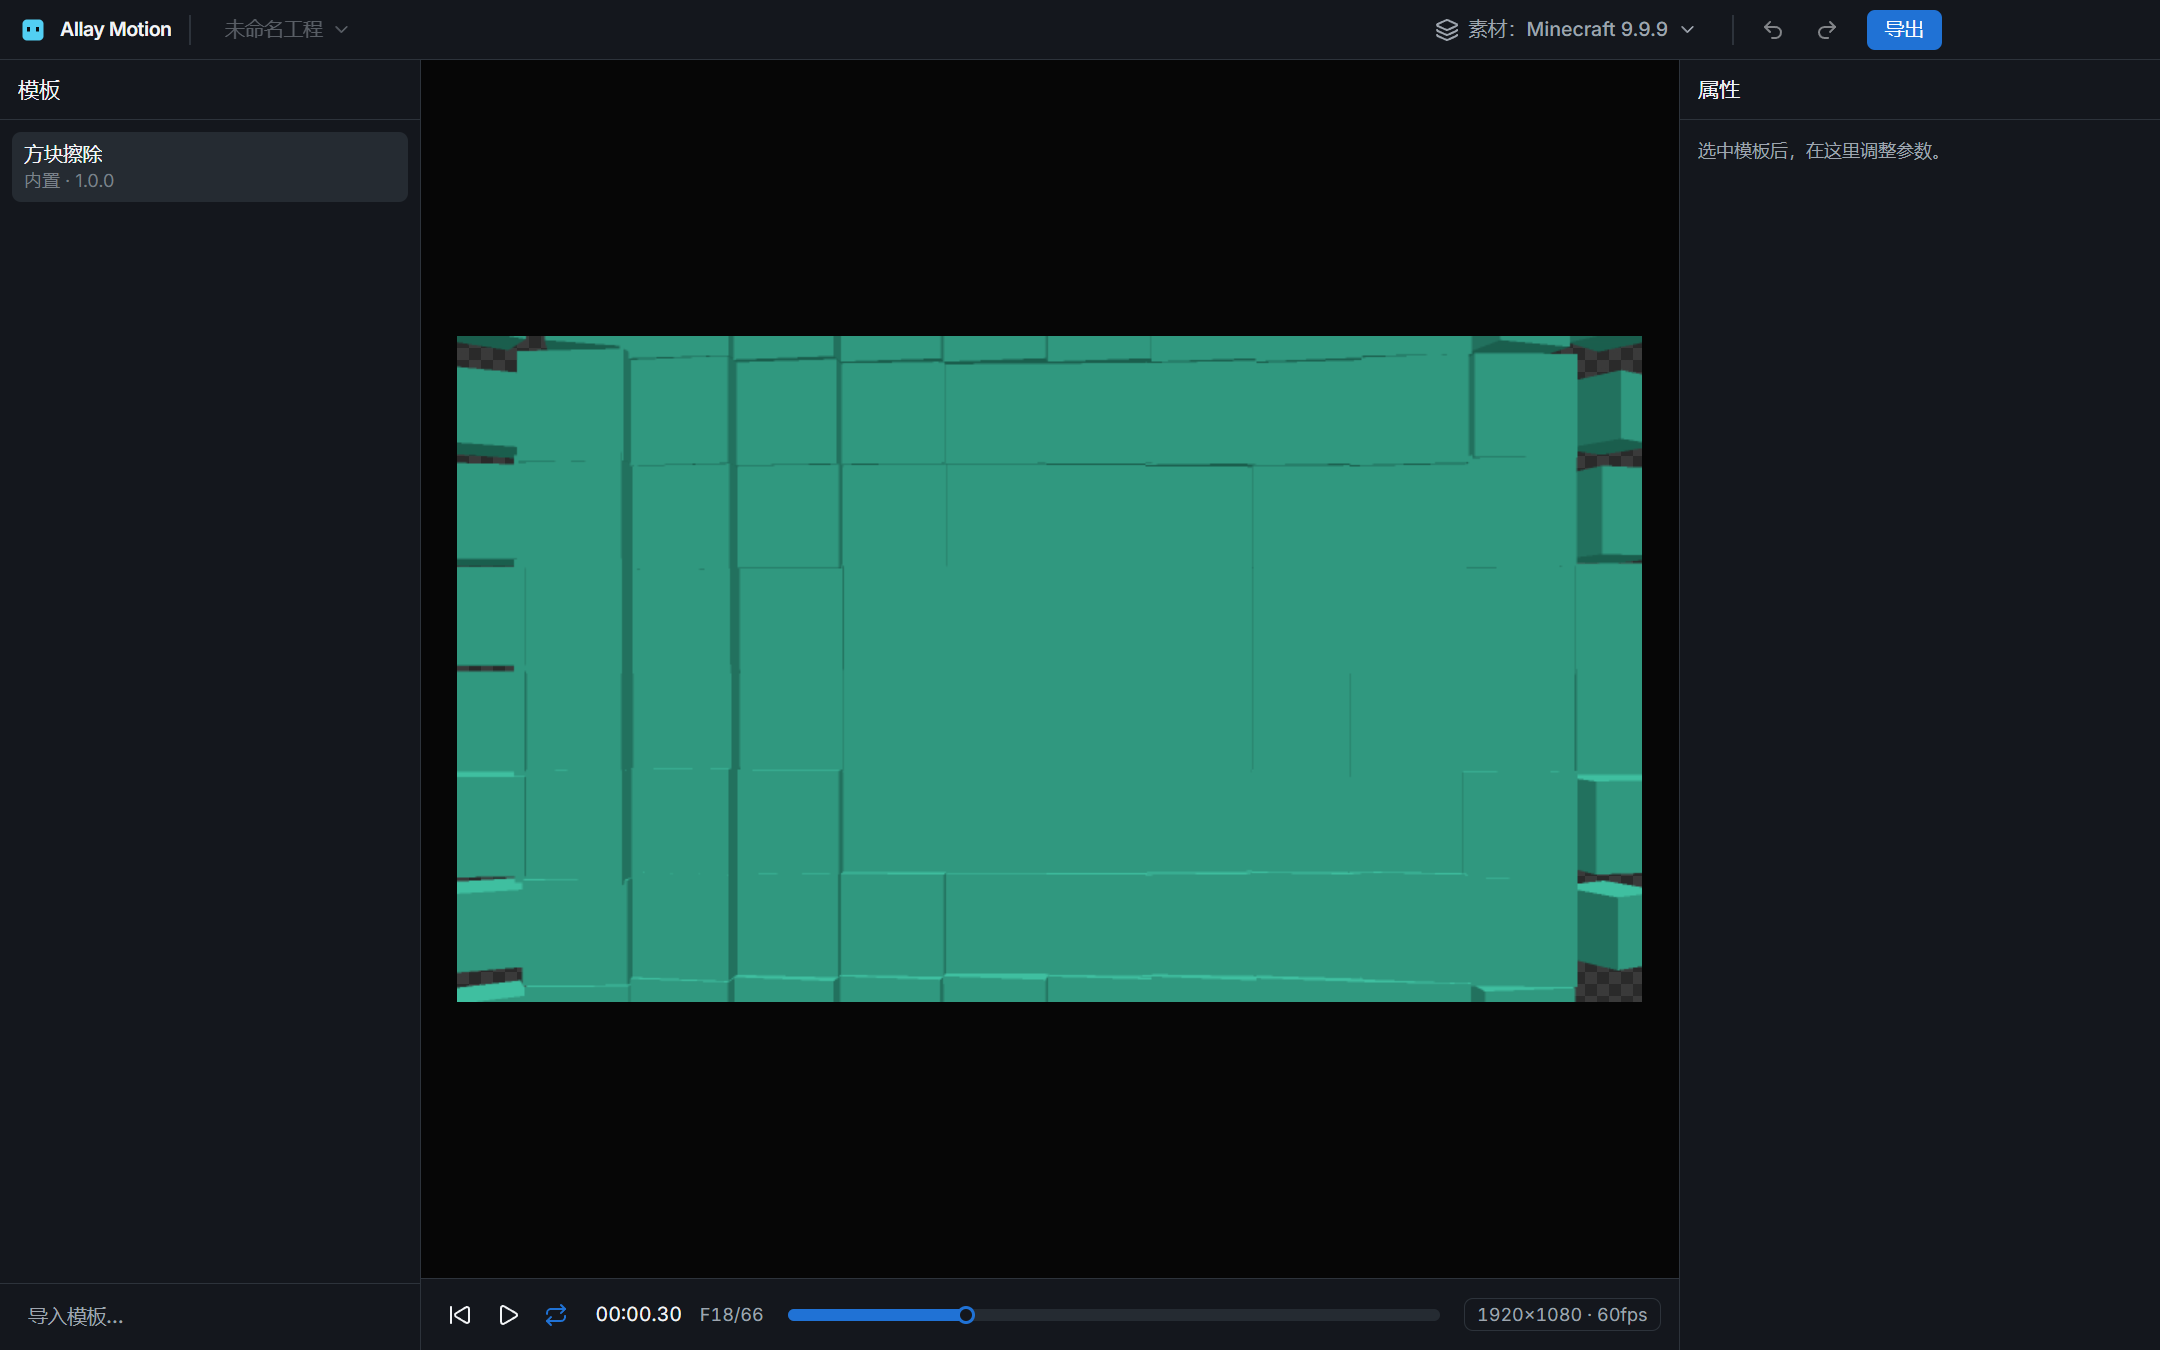 Allay Motion
未命名工程
素材: Minecraft 9.9.9
导出
模板
方块擦除
内置 · 1.0.0
导入模板...
00:00.30
F18/66
1920×1080 · 60fps
属性
选中模板后，在这里调整参数。